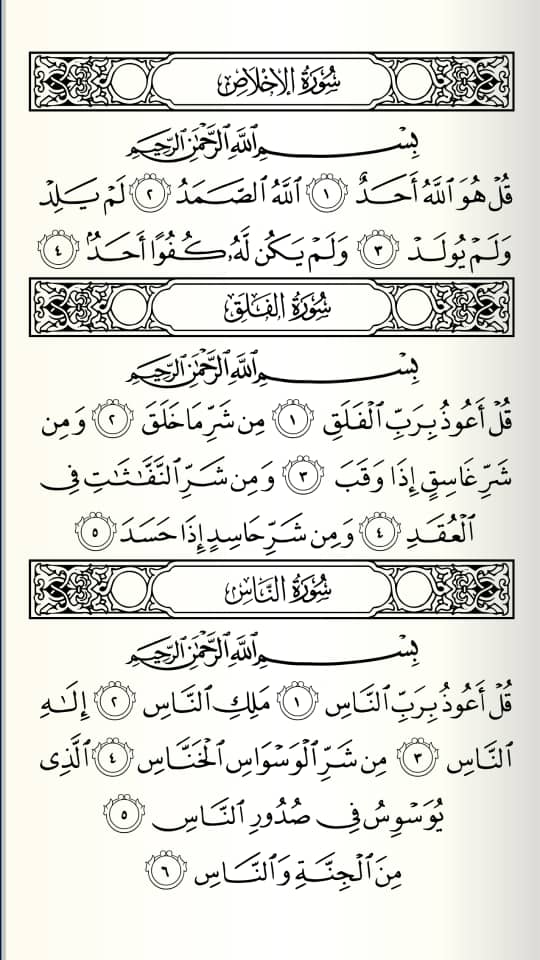 سُورَةُ الإِخْلَاصِ
بِسْمِ ٱللَّهِ ٱلرَّحْمَٰنِ ٱلرَّحِيمِ
قُلْ هُوَ ٱللَّهُ أَحَدٌ ١ ٱللَّهُ ٱلصَّمَدُ ٢ لَمْ يَلِدْ
وَلَمْ يُولَدْ ٣ وَلَمْ يَكُن لَّهُۥ كُفُوًا أَحَدٌۢ ٤
سُورَةُ الفَلَقِ
بِسْمِ ٱللَّهِ ٱلرَّحْمَٰنِ ٱلرَّحِيمِ
قُلْ أَعُوذُ بِرَبِّ ٱلْفَلَقِ ١ مِن شَرِّ مَا خَلَقَ ٢ وَمِن
شَرِّ غَاسِقٍ إِذَا وَقَبَ ٣ وَمِن شَرِّ ٱلنَّفَّٰثَٰتِ فِى
ٱلْعُقَدِ ٤ وَمِن شَرِّ حَاسِدٍ إِذَا حَسَدَ ٥
سُورَةُ النَّاسِ
بِسْمِ ٱللَّهِ ٱلرَّحْمَٰنِ ٱلرَّحِيمِ
قُلْ أَعُوذُ بِرَبِّ ٱلنَّاسِ ١ مَلِكِ ٱلنَّاسِ ٢ إِلَٰهِ
ٱلنَّاسِ ٣ مِن شَرِّ ٱلْوَسْوَاسِ ٱلْخَنَّاسِ ٤ ٱلَّذِى
يُوَسْوِسُ فِى صُدُورِ ٱلنَّاسِ ٥
مِنَ ٱلْجِنَّةِ وَٱلنَّاسِ ٦